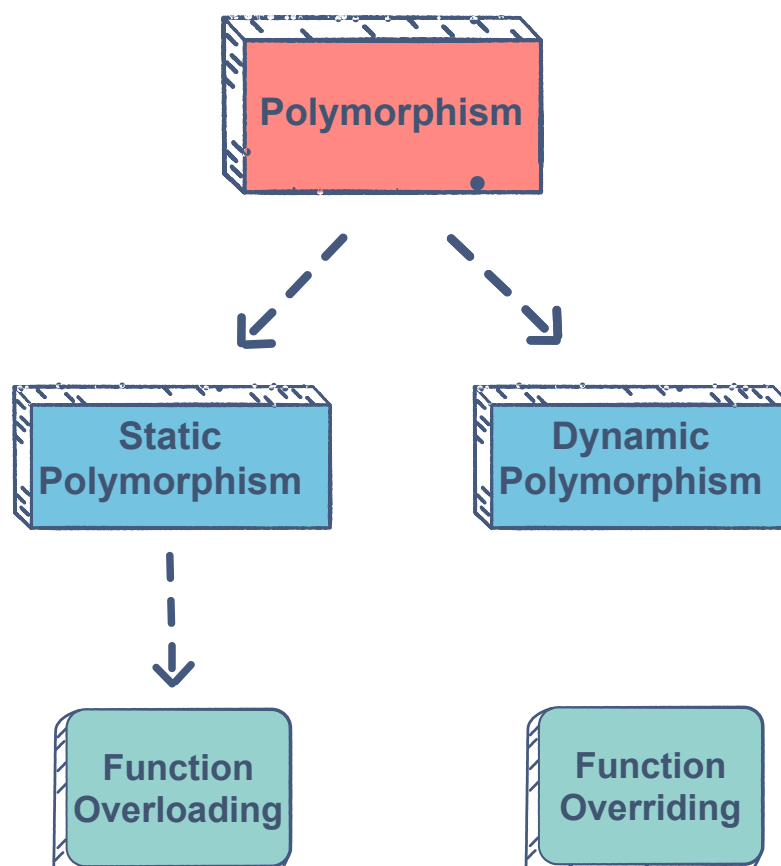 Polymorphism
Static
Polymorphism
Dynamic
Polymorphism
Function
Overloading
Function
Overriding